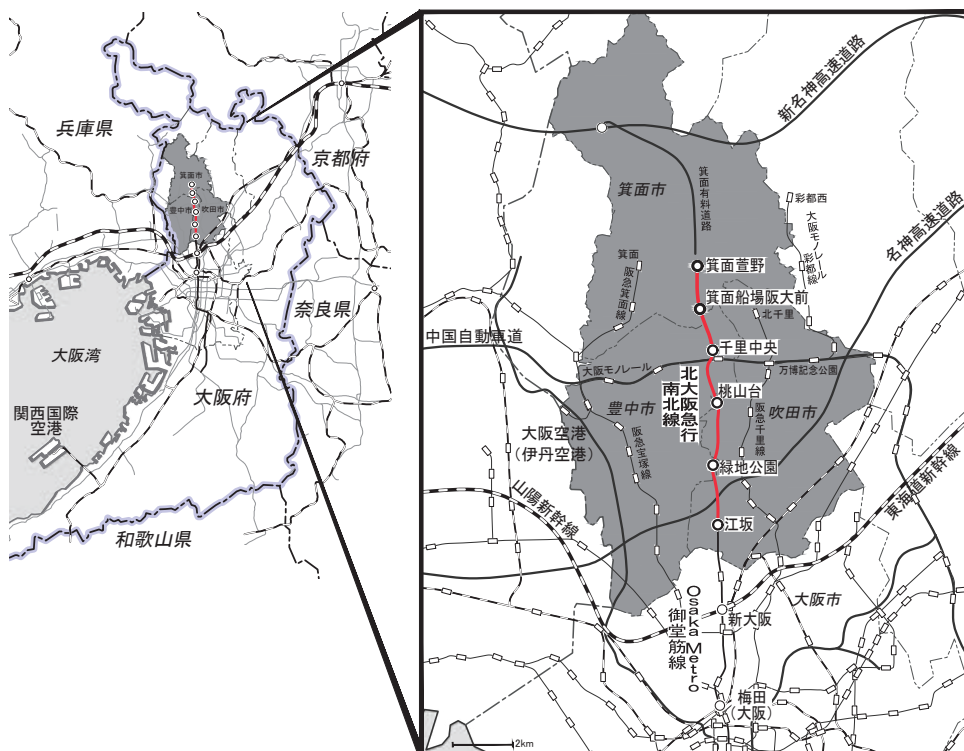 兵庫県
京都府
箕面市
豊中市
吹田市
奈良県
大阪湾
大阪府
関西国際
空港
和歌山県
新名神高速道路
箕面市
箕面有料道路
彩都西
大阪モノレール
彩都線
名神高速道路
箕面
阪急箕面線
箕面萱野
箕面船場阪大前
北千里
中国自動車道
千里中央
大阪モノレール
万博記念公園
北大阪急行
南北線
桃山台
豊中市
吹田市
阪急千里線
大阪空港
(伊丹空港)
阪急宝塚線
緑地公園
山陽新幹線
東海道新幹線
江坂
Osaka Metro
御堂筋線
新大阪
大阪市
梅田
(大阪)
2km